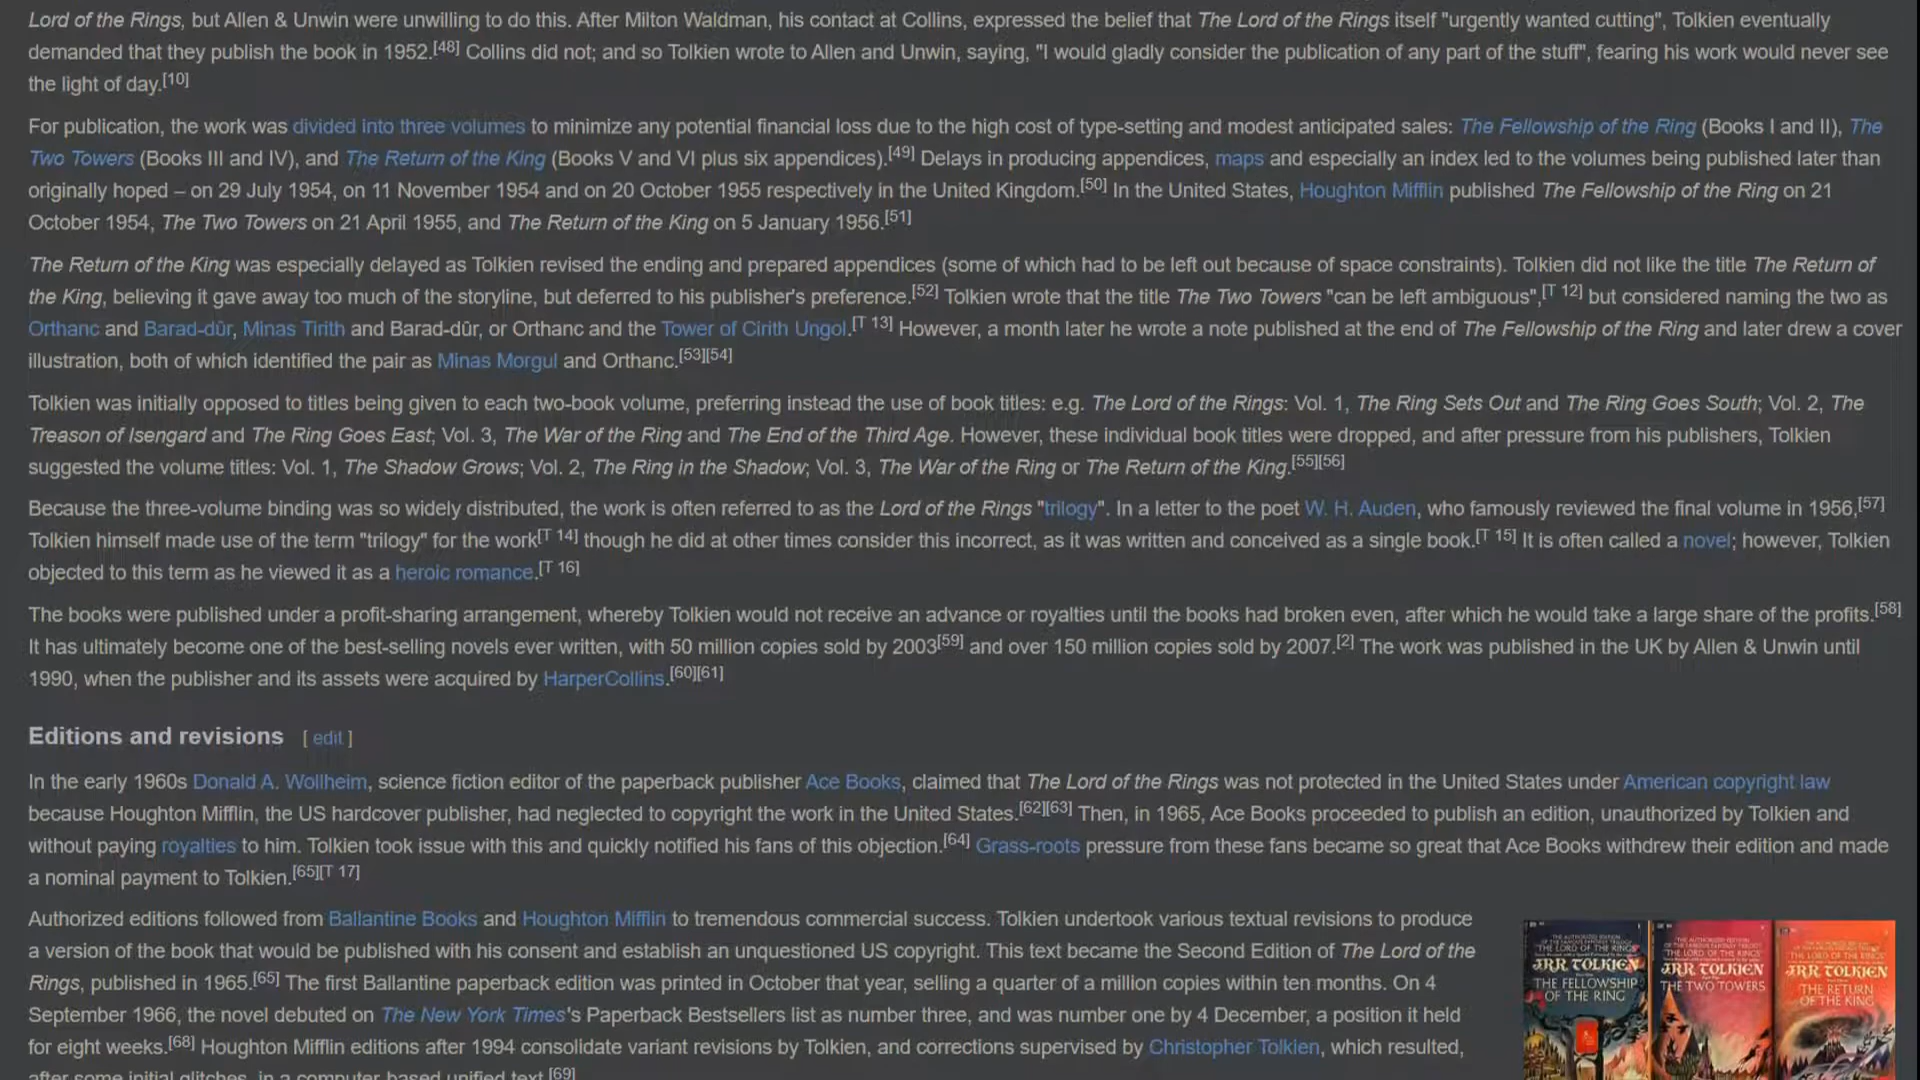 Lord of the Rings, but Allen & Unwin were unwilling to do this. After Milton Waldman, his contact at Collins, expressed the belief that The Lord of the Rings itself "urgently wanted cutting", Tolkien eventually
demanded that they publish the book in 1952.[48] Collins did not; and so Tolkien wrote to Allen and Unwin, saying, "I would gladly consider the publication of any part of the stuff", fearing his work would never see
the light of day.[10]
For publication, the work was divided into three volumes to minimize any potential financial loss due to the high cost of type-setting and modest anticipated sales: The Fellowship of the Ring (Books I and II), The
Two Towers (Books III and IV), and The Return of the King (Books V and VI plus six appendices).[49] Delays in producing appendices, maps and especially an index led to the volumes being published later than
originally hoped – on 29 July 1954, on 11 November 1954 and on 20 October 1955 respectively in the United Kingdom.[50] In the United States, Houghton Mifflin published The Fellowship of the Ring on 21
October 1954, The Two Towers on 21 April 1955, and The Return of the King on 5 January 1956.[51]
The Return of the King was especially delayed as Tolkien revised the ending and prepared appendices (some of which had to be left out because of space constraints). Tolkien did not like the title The Return of
the King, believing it gave away too much of the storyline, but deferred to his publisher's preference.[52] Tolkien wrote that the title The Two Towers "can be left ambiguous",[T 12] but considered naming the two as
Orthanc and Barad-dûr, Minas Tirith and Barad-dûr, or Orthanc and the Tower of Cirith Ungol.[T 13] However, a month later he wrote a note published at the end of The Fellowship of the Ring and later drew a cover
illustration, both of which identified the pair as Minas Morgul and Orthanc.[53][54]
Tolkien was initially opposed to titles being given to each two-book volume, preferring instead the use of book titles: e.g. The Lord of the Rings: Vol. 1, The Ring Sets Out and The Ring Goes South; Vol. 2, The
Treason of Isengard and The Ring Goes East; Vol. 3, The War of the Ring and The End of the Third Age. However, these individual book titles were dropped, and after pressure from his publishers, Tolkien
suggested the volume titles: Vol. 1, The Shadow Grows; Vol. 2, The Ring in the Shadow; Vol. 3, The War of the Ring or The Return of the King.[55][56]
Because the three-volume binding was so widely distributed, the work is often referred to as the Lord of the Rings "trilogy". In a letter to the poet W. H. Auden, who famously reviewed the final volume in 1956,[57]
Tolkien himself made use of the term "trilogy" for the work[T 14] though he did at other times consider this incorrect, as it was written and conceived as a single book.[T 15] It is often called a novel; however, Tolkien
objected to this term as he viewed it as a heroic romance.[T 16]
The books were published under a profit-sharing arrangement, whereby Tolkien would not receive an advance or royalties until the books had broken even, after which he would take a large share of the profits.[58]
It has ultimately become one of the best-selling novels ever written, with 50 million copies sold by 2003[59] and over 150 million copies sold by 2007.[2] The work was published in the UK by Allen & Unwin until
1990, when the publisher and its assets were acquired by HarperCollins.[60][61]
Editions and revisions [ edit ]
In the early 1960s Donald A. Wollheim, science fiction editor of the paperback publisher Ace Books, claimed that The Lord of the Rings was not protected in the United States under American copyright law
because Houghton Mifflin, the US hardcover publisher, had neglected to copyright the work in the United States.[62][63] Then, in 1965, Ace Books proceeded to publish an edition, unauthorized by Tolkien and
without paying royalties to him. Tolkien took issue with this and quickly notified his fans of this objection.[64] Grass-roots pressure from these fans became so great that Ace Books withdrew their edition and made
a nominal payment to Tolkien.[65][T 17]
Authorized editions followed from Ballantine Books and Houghton Mifflin to tremendous commercial success. Tolkien undertook various textual revisions to produce
a version of the book that would be published with his consent and establish an unquestioned US copyright. This text became the Second Edition of The Lord of the
Rings, published in 1965.[65] The first Ballantine paperback edition was printed in October that year, selling a quarter of a million copies within ten months. On 4
September 1966, the novel debuted on The New York Times's Paperback Bestsellers list as number three, and was number one by 4 December, a position it held
for eight weeks.[68] Houghton Mifflin editions after 1994 consolidate variant revisions by Tolkien, and corrections supervised by Christopher Tolkien, which resulted,
after some initial glitches, in a computer-based unified text.[69]
THE LORD OF THE RINGS
JRR TOLKIEN
THE FELLOWSHIP
OF THE RING
THE LORD OF THE RINGS
JRR TOLKIEN
THE TWO TOWERS
THE LORD OF THE RINGS
JRR TOLKIEN
THE RETURN
OF THE KING